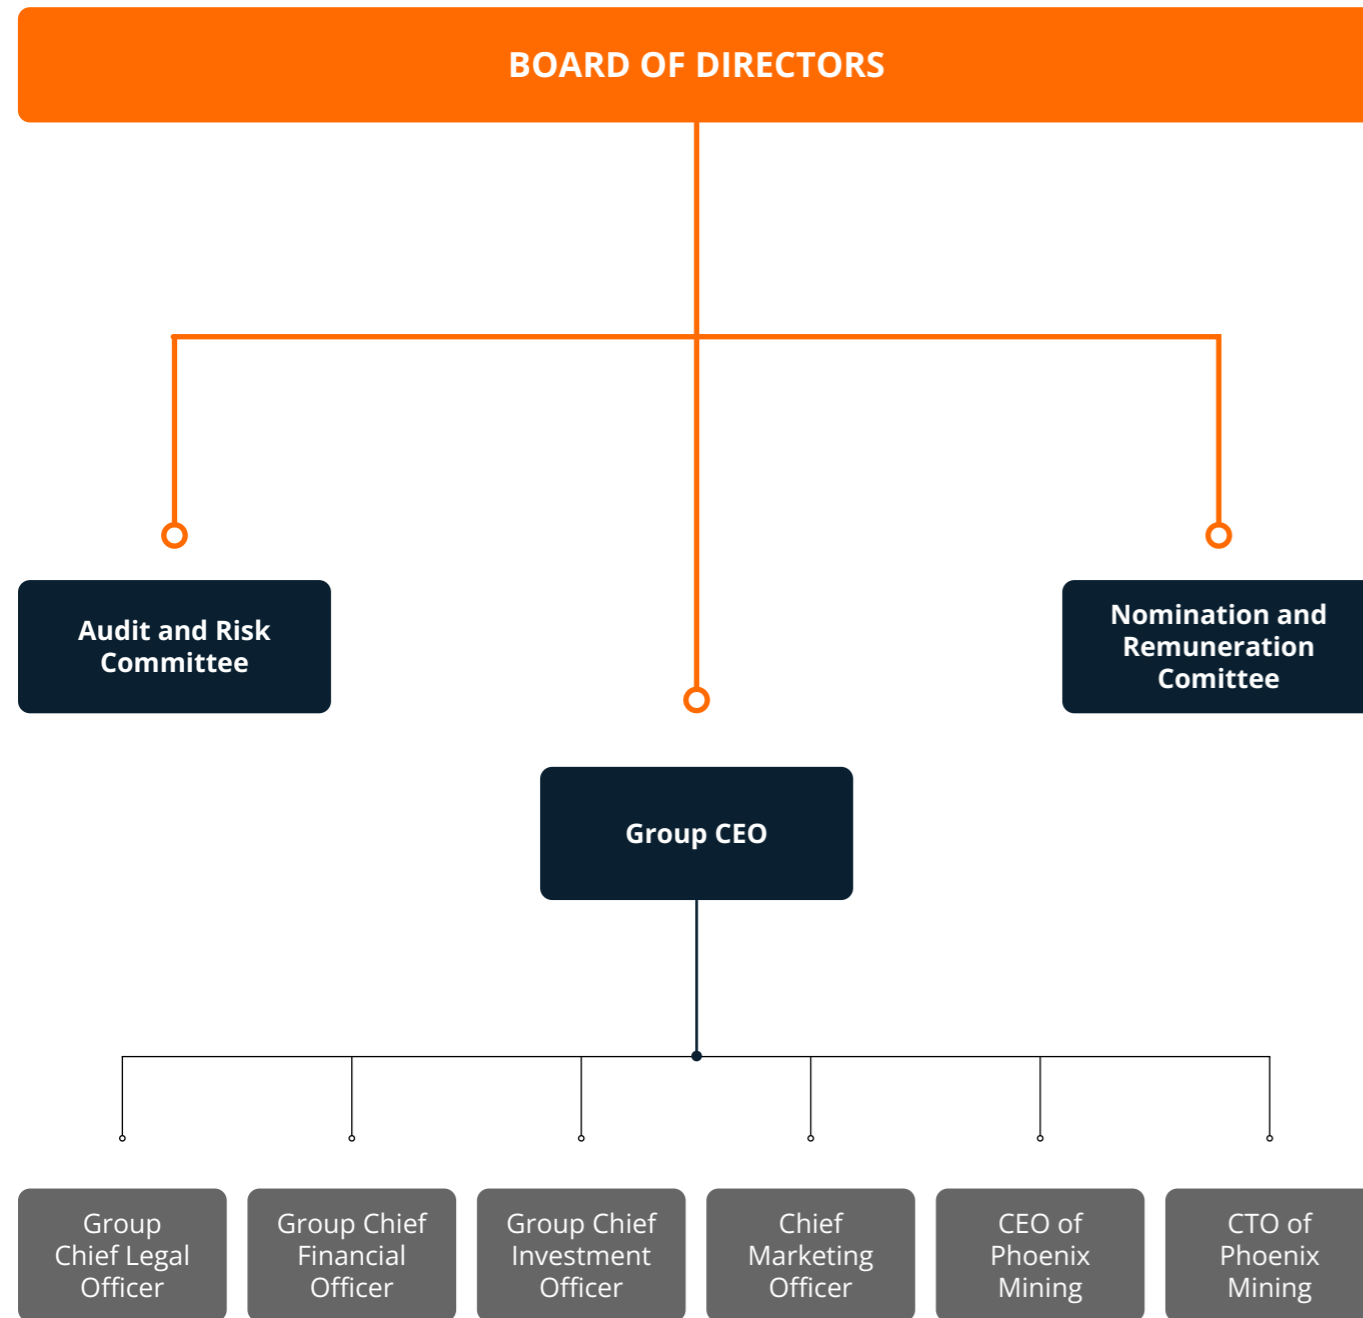 BOARD OF DIRECTORS
Audit and Risk
Committee
Nomination and
Remuneration
Comittee
Group CEO
Group
Chief Legal
Officer
Group Chief
Financial
Officer
Group Chief
Investment
Officer
Chief
Marketing
Officer
CEO of
Phoenix
Mining
CTO of
Phoenix
Mining